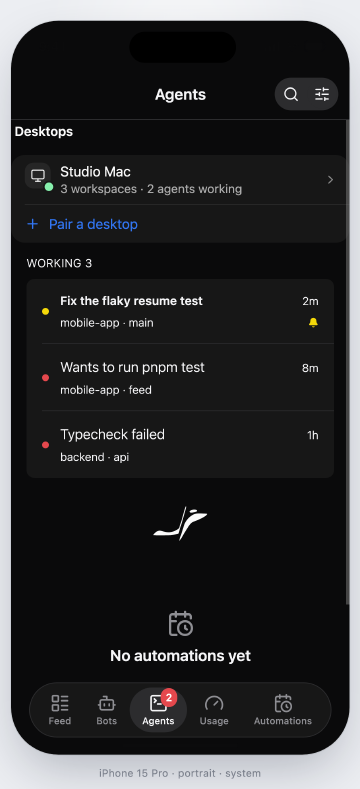 Agents
Desktops
Studio Mac
3 workspaces · 2 agents working
+ Pair a desktop
WORKING 3
Fix the flaky resume test 2m
mobile-app · main
Wants to run pnpm test 8m
mobile-app · feed
Typecheck failed 1h
backend · api
No automations yet
2
Feed Bots Agents Usage Automations
iPhone 15 Pro · portrait · system